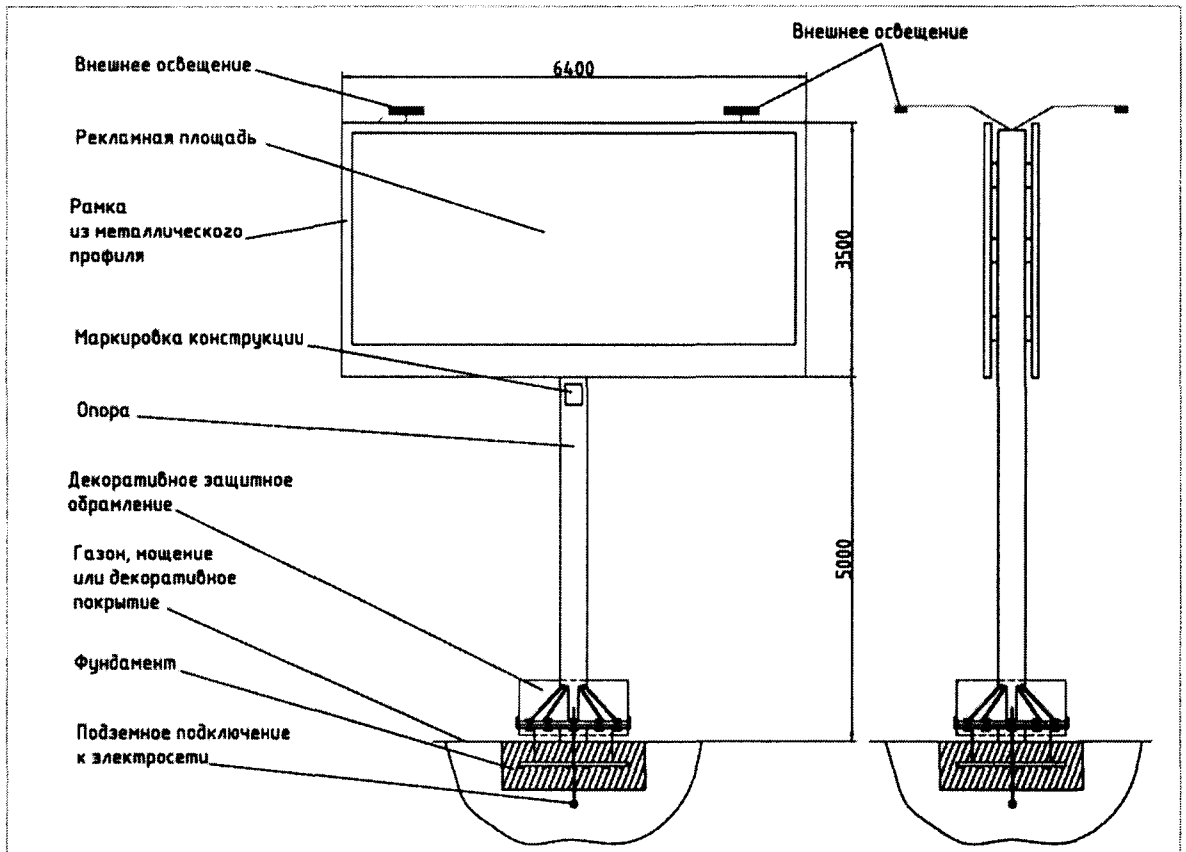 Внешнее освещение
Внешнее освещение
6400
Рекламная площадь
Рамка
из металлического
профиля
3500
Маркировка конструкции
Опора
Декоративное защитное
обрамление
Газон, мощение
или декоративное
покрытие
5000
Фундамент
Подземное подключение
к электросети